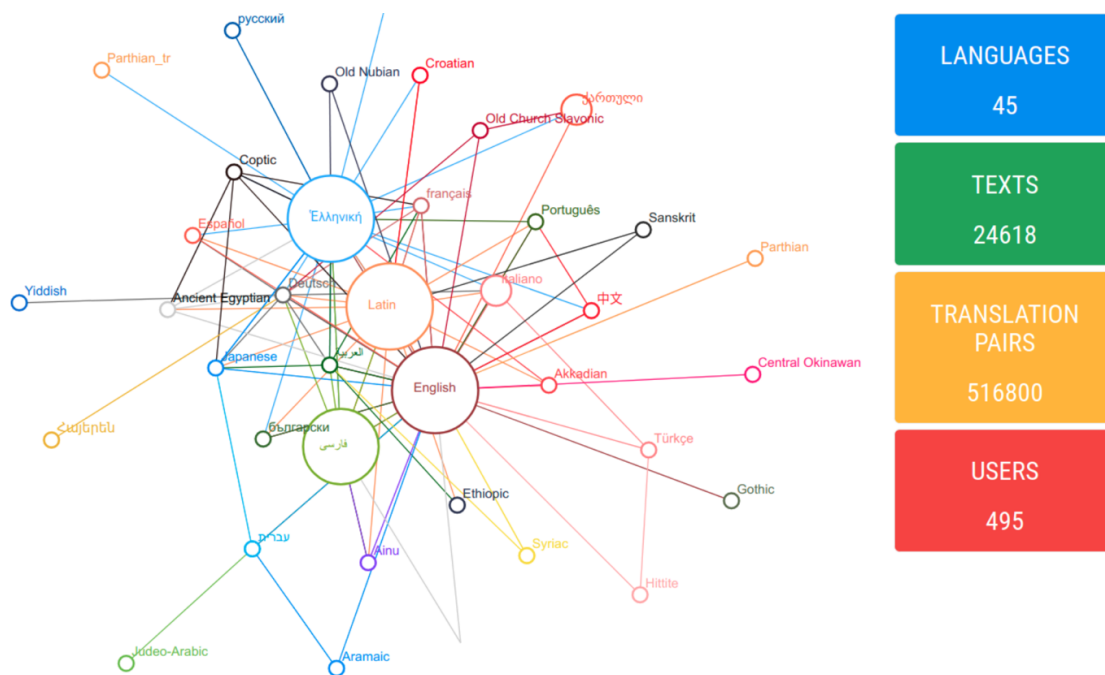 русский
Parthian_tr
Old Nubian
Croatian
ქართული
Old Church Slavonic
Coptic
français
Ἑλληνική
Español
Português
Sanskrit
Parthian
Deutsch
Italiano
Yiddish
Ancient Egyptian
Latin
中文
Japanese
العربية
English
Akkadian
Central Okinawan
Հայերեն
български
فارسی
Türkçe
Ethiopic
Gothic
עברית
Ainu
Syriac
Hittite
Judeo-Arabic
Aramaic
LANGUAGES
45
TEXTS
24618
TRANSLATION
PAIRS
516800
USERS
495